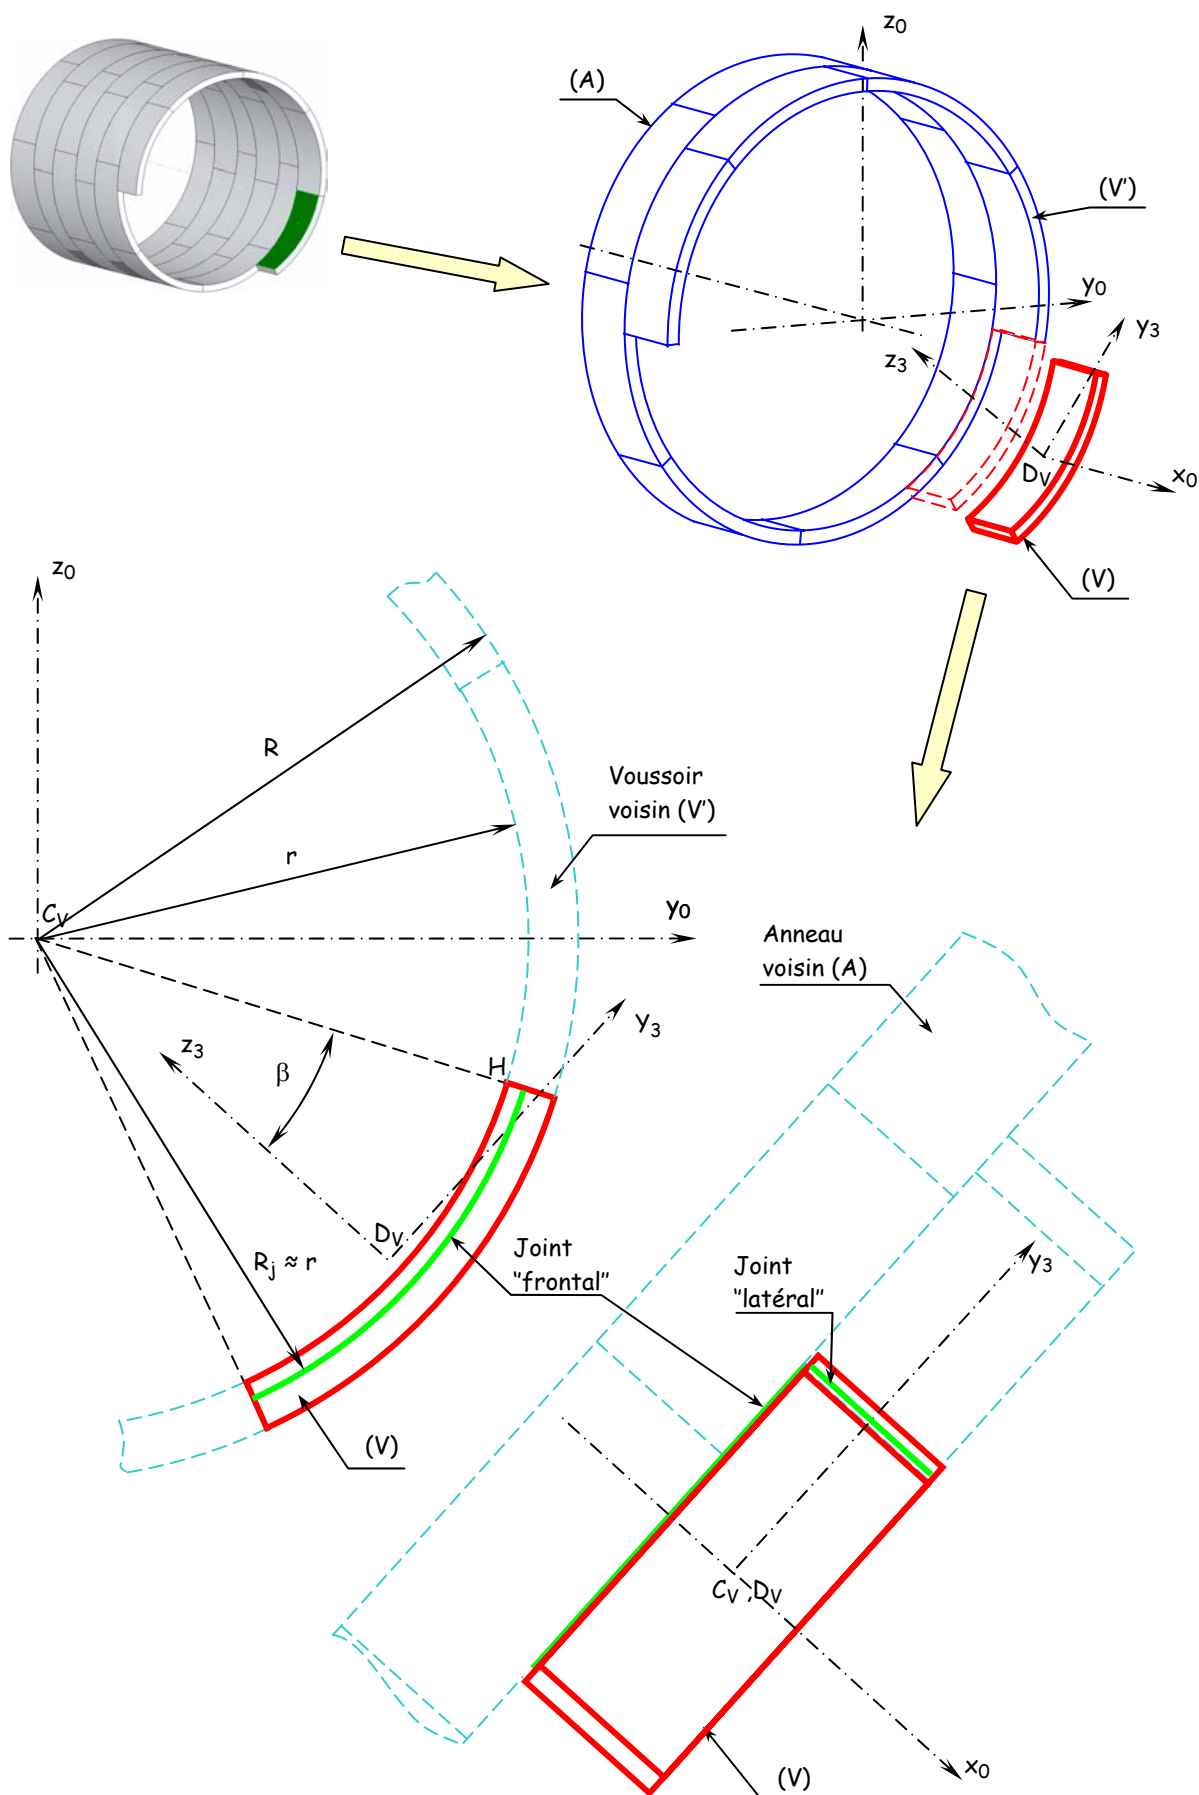 z0
(A)
(V')
y0
y3
z3
Dv
x0
(V)
z0
R
Voussoir
voisin (V')
r
Cv
y0
Anneau
voisin (A)
y3
z3
H
β
Dv
Joint
"frontal"
Rj ≈ r
Joint
"latéral"
y3
(V)
Cv ,Dv
x0
(V)